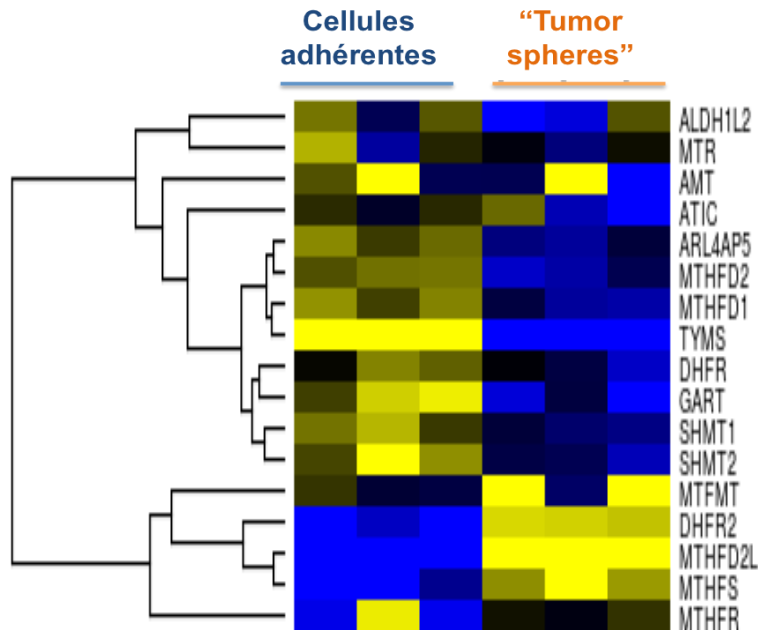 Cellules
adhérentes
“Tumor
spheres”
ALDH1L2
MTR
AMT
ATIC
ARL4AP5
MTHFD2
MTHFD1
TYMS
DHFR
GART
SHMT1
SHMT2
MTFMT
DHFR2
MTHFD2L
MTHFS
MTHFR